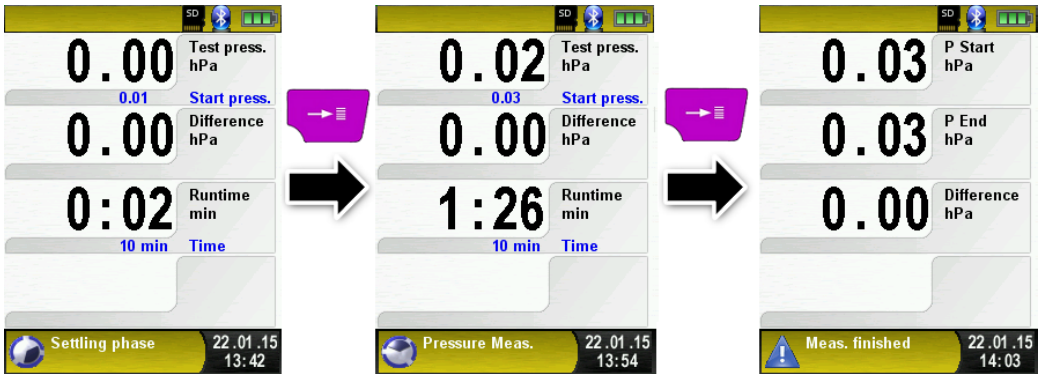 SD
0.00 Test press.
hPa
0.01 Start press.
0.00 Difference
hPa
0:02 Runtime
min
10 min Time
Settling phase 22.01.15
13:42
SD
0.02 Test press.
hPa
0.03 Start press.
0.00 Difference
hPa
1:26 Runtime
min
10 min Time
Pressure Meas. 22.01.15
13:54
SD
0.03 P Start
hPa
0.03 P End
hPa
0.00 Difference
hPa
Meas. finished 22.01.15
14:03